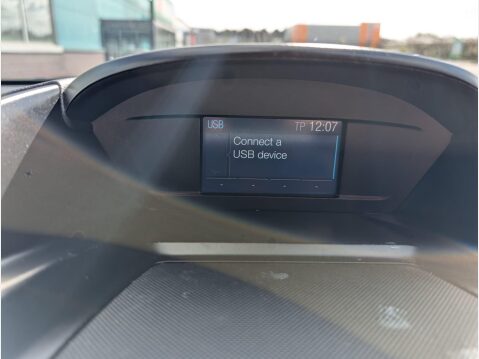 USB
TP 12:07
Connect a
USB device